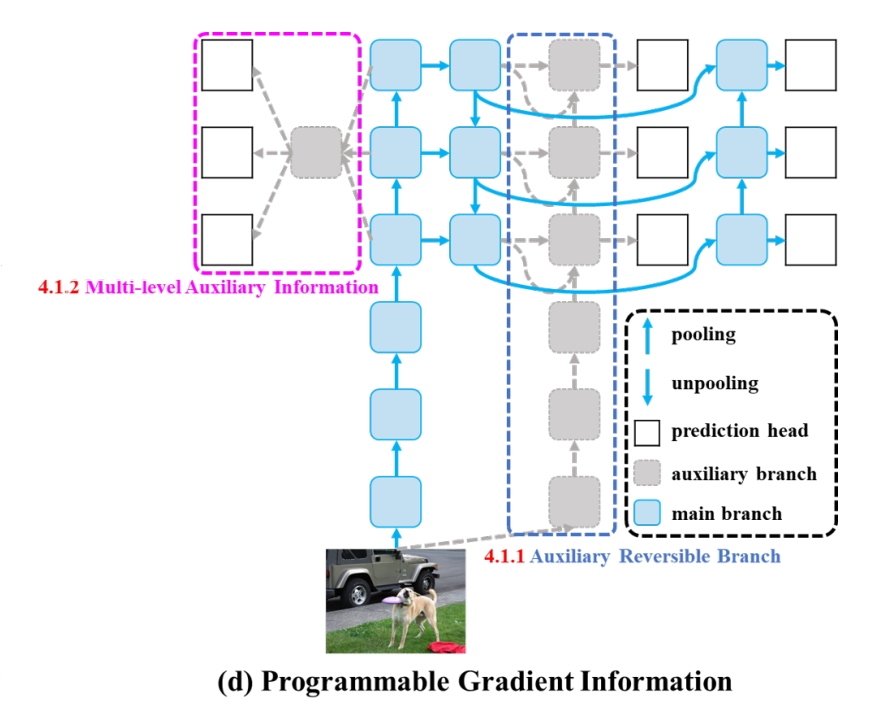 4.1.2 Multi-level Auxiliary Information
pooling
unpooling
prediction head
auxiliary branch
main branch
4.1.1 Auxiliary Reversible Branch
(d) Programmable Gradient Information